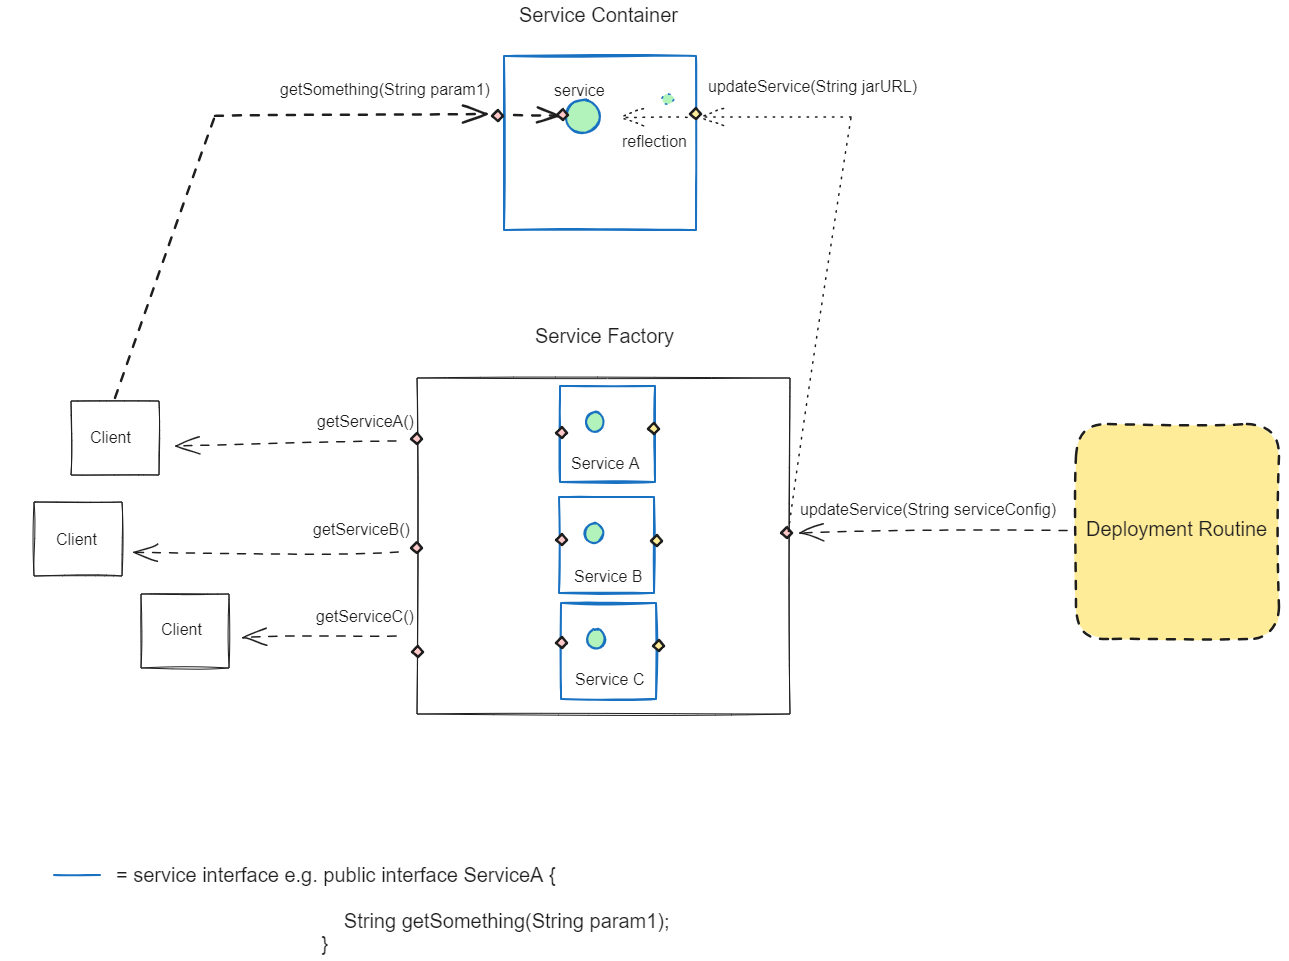 Service Container
getSomething(String param1)
service
updateService(String jarURL)
reflection
Service Factory
getServiceA()
Client
Service A
getServiceB()
updateService(String serviceConfig)
Client
Deployment Routine
Service B
getServiceC()
Client
Service C
= service interface e.g. public interface ServiceA {
String getSomething(String param1);
}